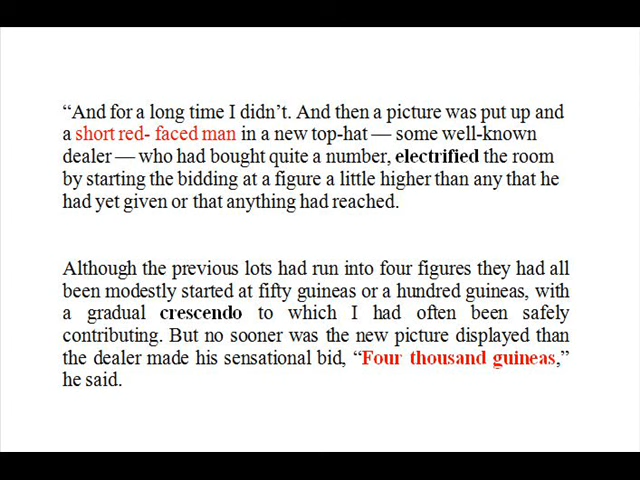 “And for a long time I didn’t. And then a picture was put up and
a short red- faced man in a new top-hat — some well-known
dealer — who had bought quite a number, electrified the room
by starting the bidding at a figure a little higher than any that he
had yet given or that anything had reached.
Although the previous lots had run into four figures they had all
been modestly started at fifty guineas or a hundred guineas, with
a gradual crescendo to which I had often been safely
contributing. But no sooner was the new picture displayed than
the dealer made his sensational bid, “Four thousand guineas,”
he said.